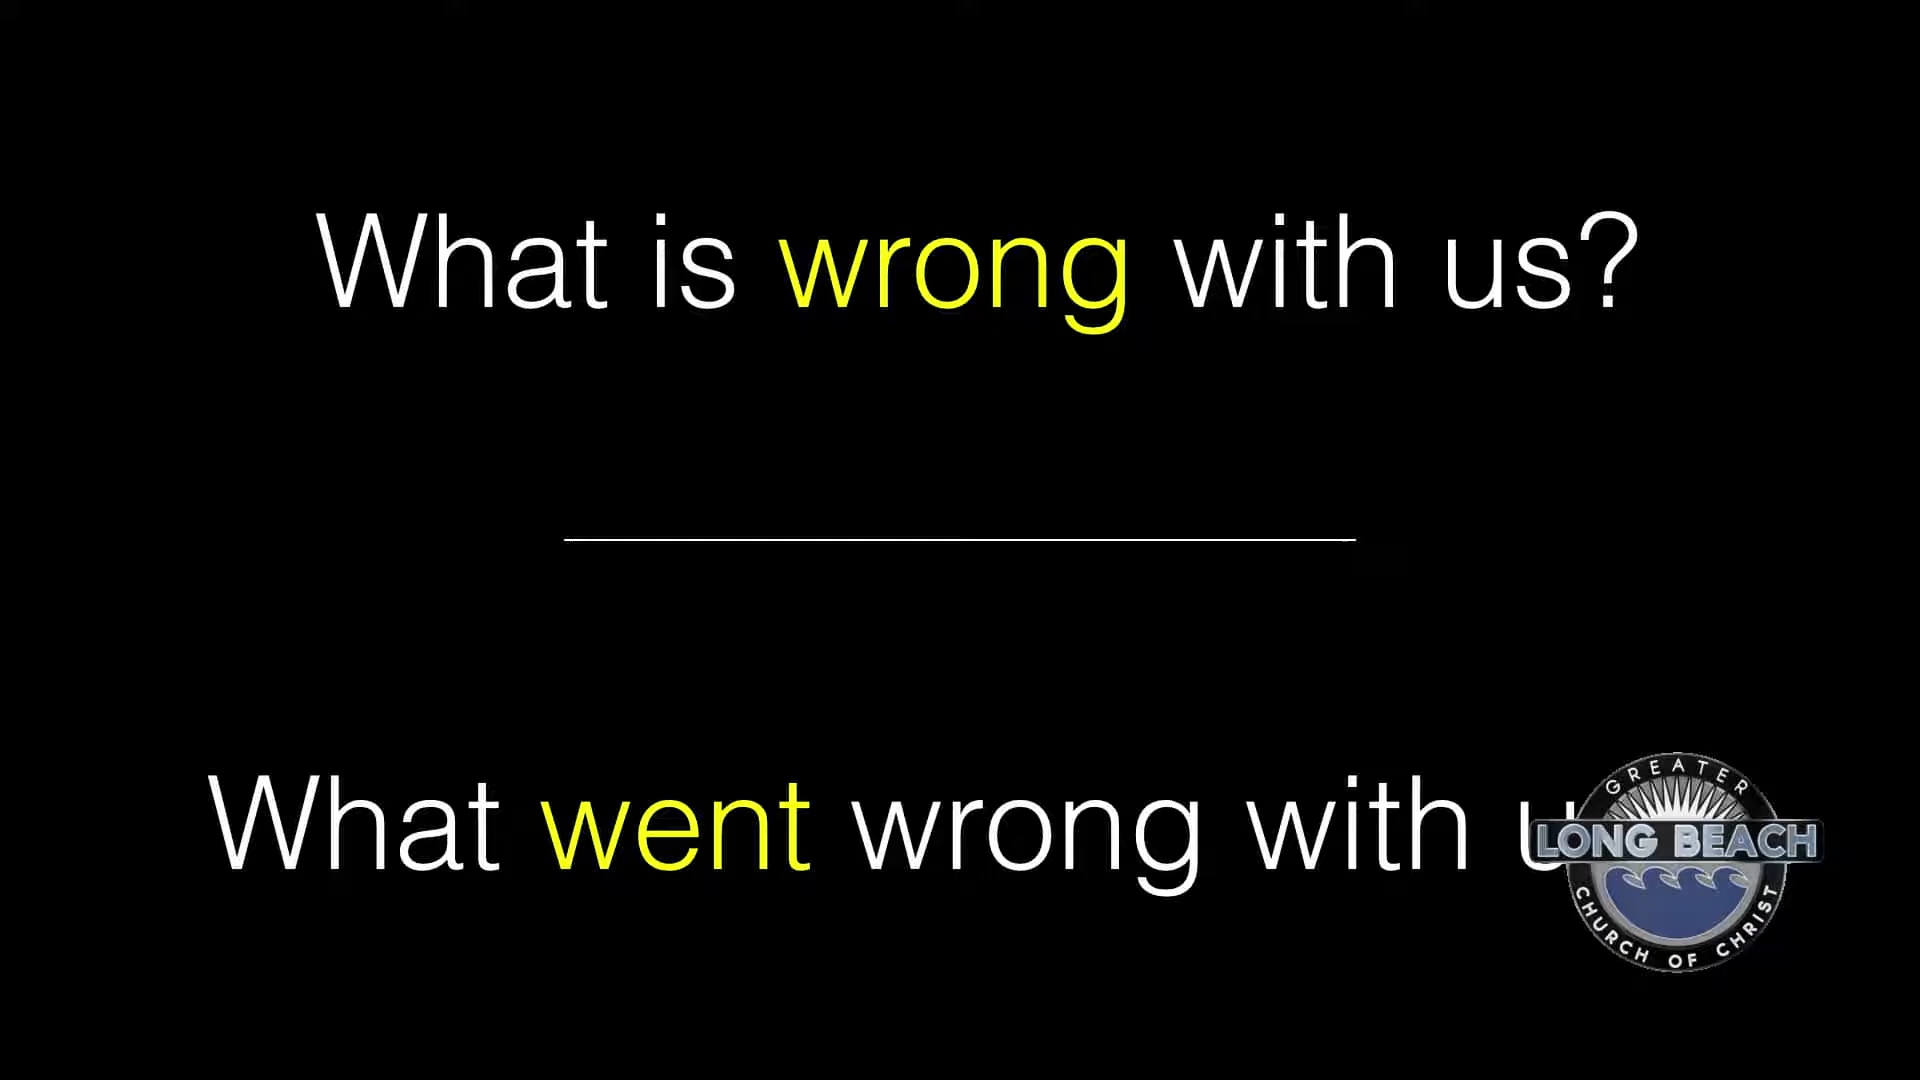 What is wrong with us?
What went wrong with
GREATER
LONG BEACH
CHURCH OF CHRIST